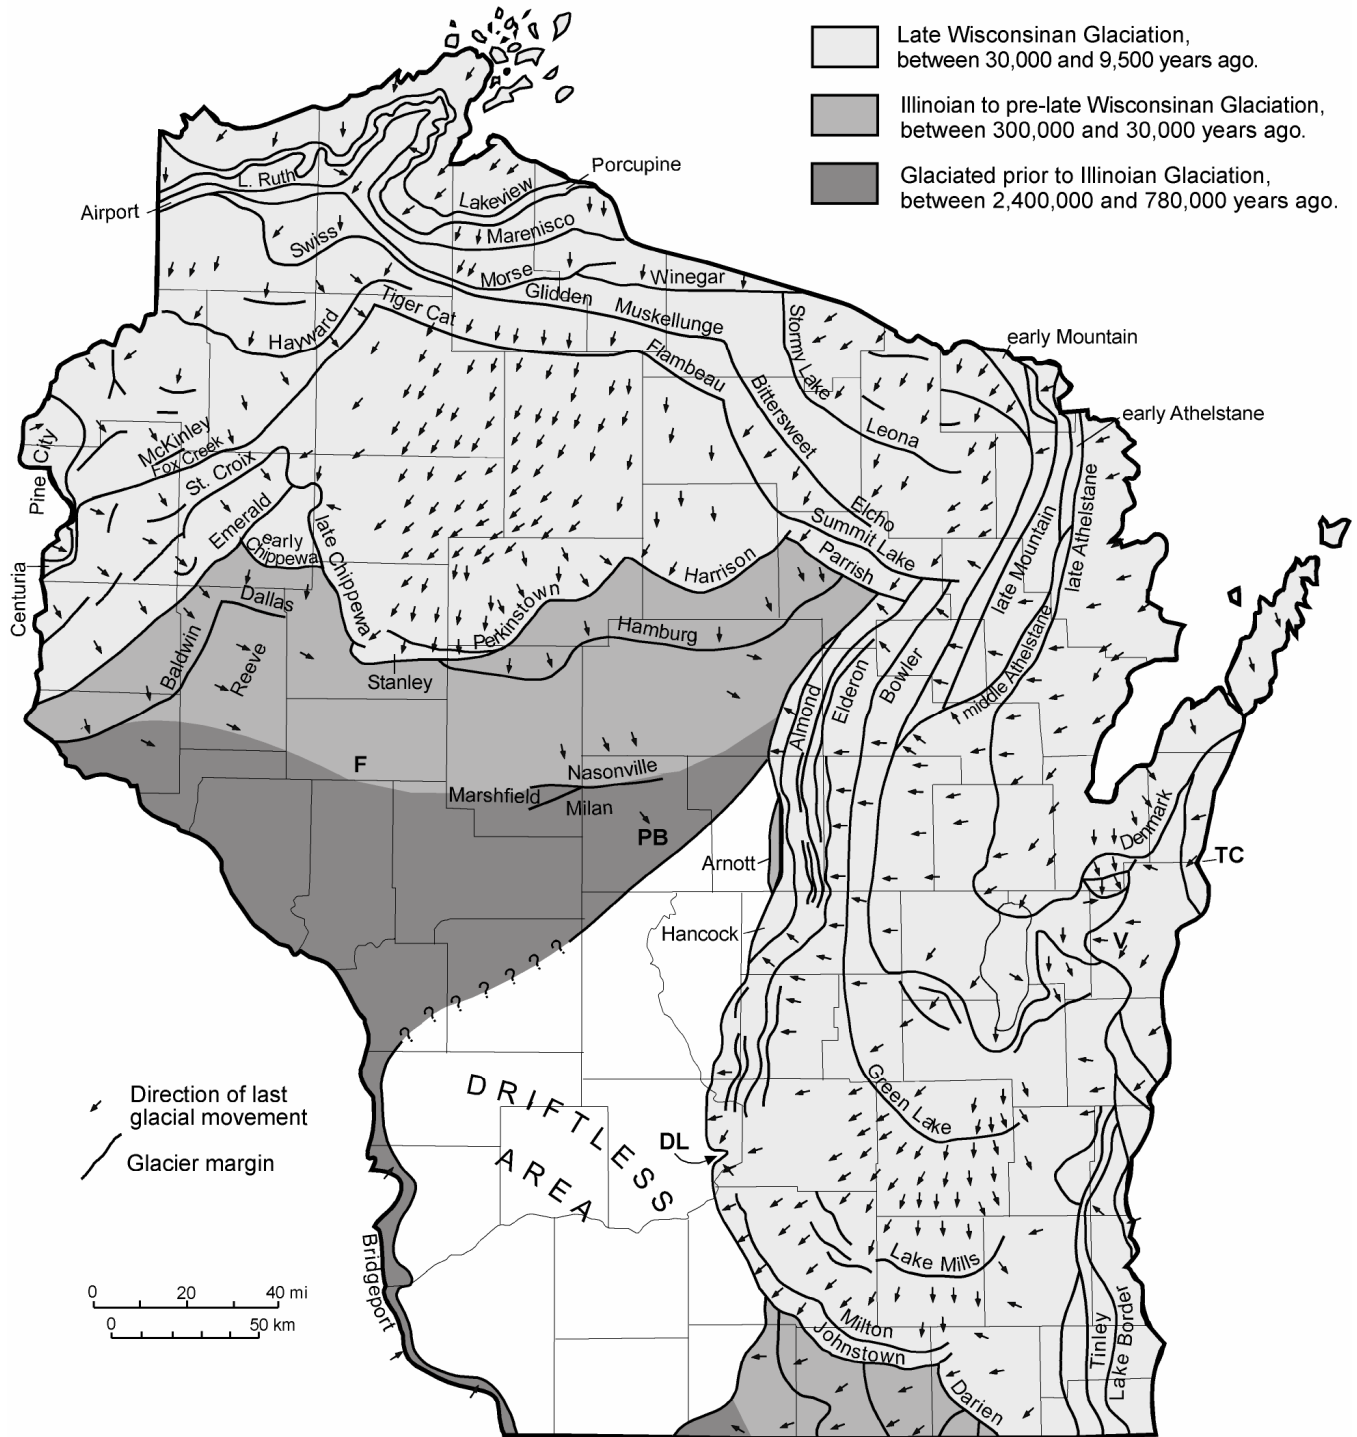 Late Wisconsinan Glaciation,
between 30,000 and 9,500 years ago.
Illinoian to pre-late Wisconsinan Glaciation,
between 300,000 and 30,000 years ago.
Glaciated prior to Illinoian Glaciation,
between 2,400,000 and 780,000 years ago.
Porcupine
L. Ruth
Lakeview
Airport
Marenisco
Swiss
Morse
Winegar
Glidden
Tiger Cat
Muskellunge
Hayward
Stormy Lake
early Mountain
Flambeau
Bittersweet
early Athelstane
Leona
McKinley
Fox Creek
Pine City
St. Croix
Elcho
Emerald
Summit Lake
late Mountain
late Athelstane
early
Chippewa
late Chippewa
Harrison
Parrish
Centuria
Dallas
Perkinstown
Hamburg
Baldwin
Reeve
Stanley
Almond
Elderon
Bowler
middle Athelstane
F
Nasonville
Marshfield
Milan
PB
Denmark
Arnott
TC
Hancock
V
?
?
?
?
?
?
DRIFTLESS
AREA
Green Lake
Direction of last
glacial movement
Glacier margin
DL
Lake Mills
Bridgeport
0 20 40 mi
0 50 km
Milton
Johnstown
Darien
Tinley
Lake Border